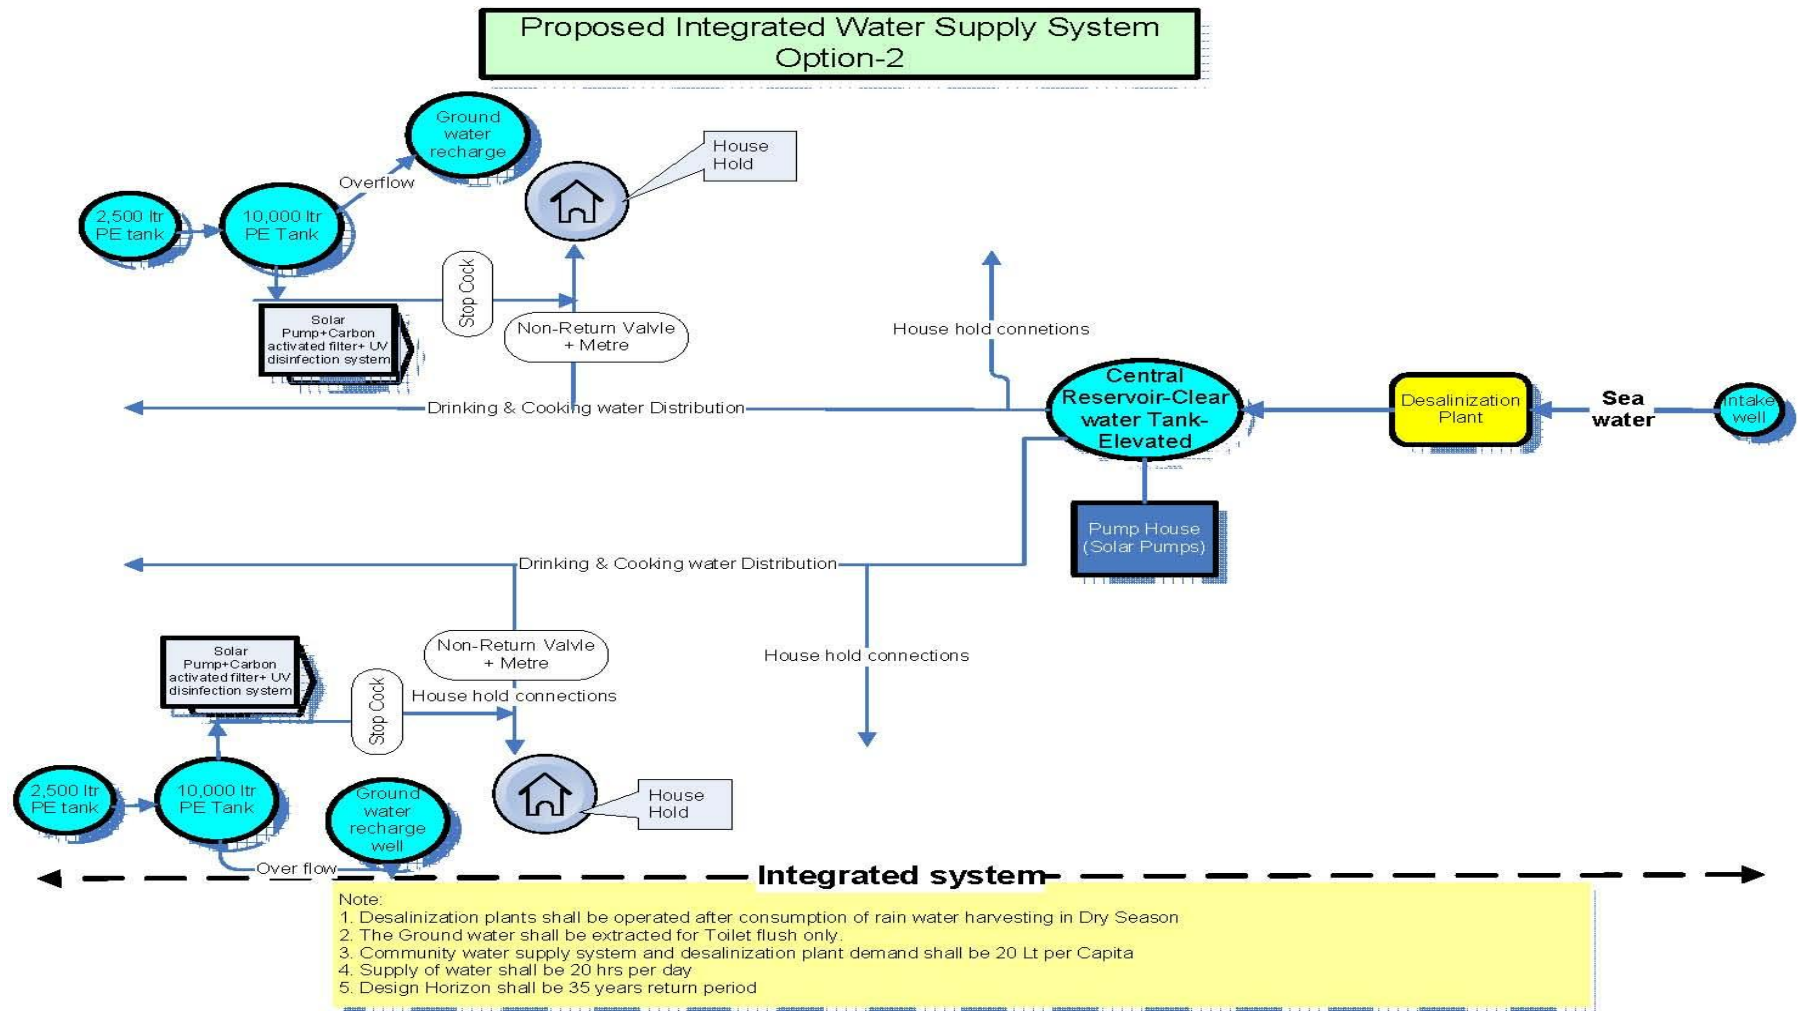 Proposed Integrated Water Supply System
Option-2
Ground
water
recharge
House
Hold
Overflow
2,500 ltr
PE tank
10,000 ltr
PE Tank
Stop Cock
Solar
Pump+Carbon
activated filter+ UV
disinfection system
Non-Return Valvle
+ Metre
House hold connetions
Central
Reservoir-Clear
water Tank-
Elevated
Desalinization
Plant
Sea
water
Intake
well
Drinking & Cooking water Distribution
Pump House
(Solar Pumps)
Drinking & Cooking water Distribution
Solar
Pump+Carbon
activated filter+ UV
disinfection system
Non-Return Valvle
+ Metre
House hold connections
House hold connections
Stop Cock
2,500 ltr
PE tank
10,000 ltr
PE Tank
Ground
water
recharge
well
House
Hold
Over flow
Integrated system
Note:
1. Desalinization plants shall be operated after consumption of rain water harvesting in Dry Season
2. The Ground water shall be extracted for Toilet flush only.
3. Community water supply system and desalinization plant demand shall be 20 Lt per Capita
4. Supply of water shall be 20 hrs per day
5. Design Horizon shall be 35 years return period